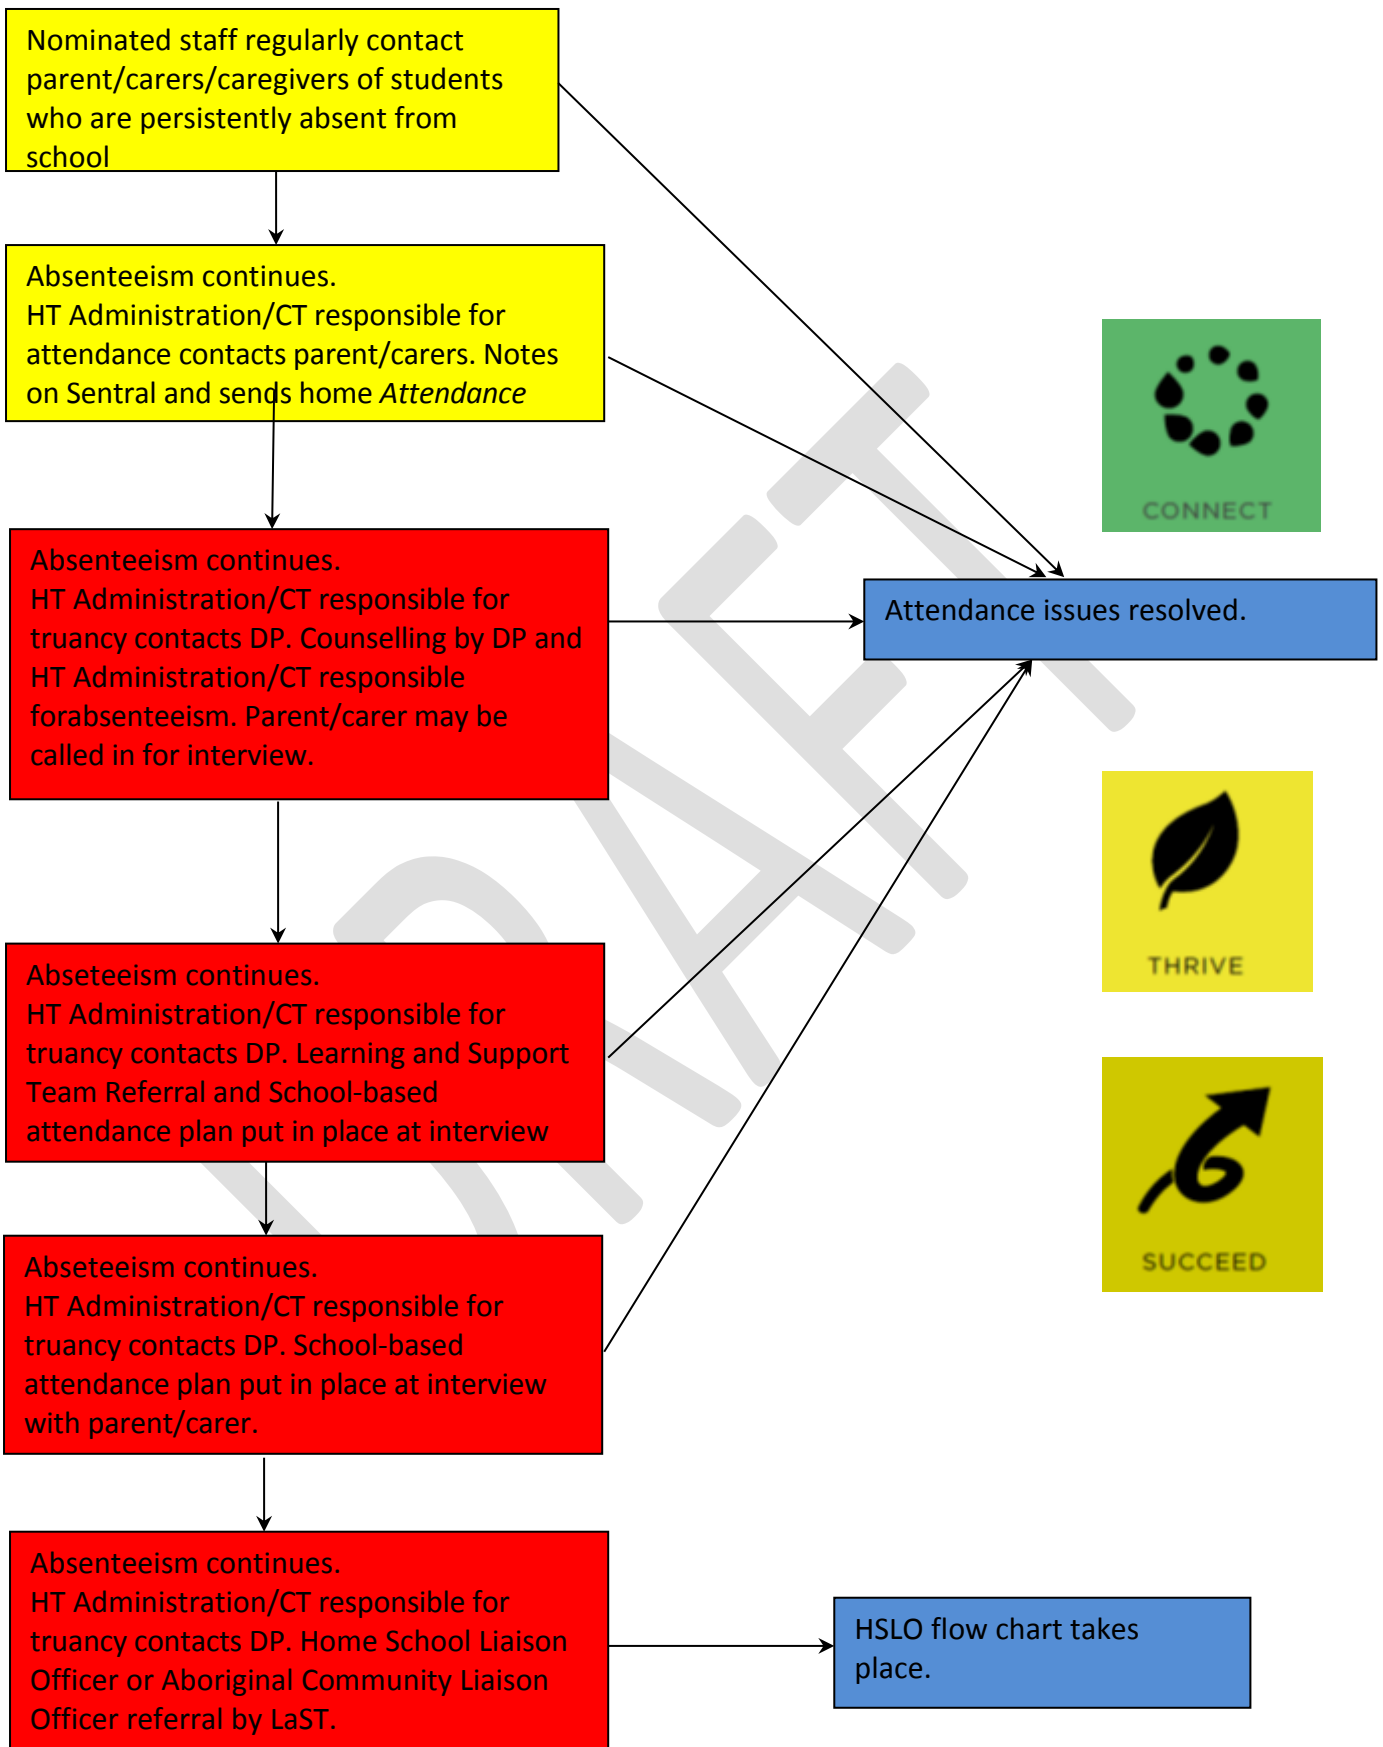 Nominated staff regularly contact
parent/carers/caregivers of students
who are persistently absent from
school
Absenteeism continues.
HT Administration/CT responsible for
attendance contacts parent/carers. Notes
on Sentral and sends home Attendance
CONNECT
Absenteeism continues.
HT Administration/CT responsible for
truancy contacts DP. Counselling by DP and
HT Administration/CT responsible
forabsenteeism. Parent/carer may be
called in for interview.
Attendance issues resolved.
THRIVE
Abseteeism continues.
HT Administration/CT responsible for
truancy contacts DP. Learning and Support
Team Referral and School-based
attendance plan put in place at interview
SUCCEED
Abseteeism continues.
HT Administration/CT responsible for
truancy contacts DP. School-based
attendance plan put in place at interview
with parent/carer.
Absenteeism continues.
HT Administration/CT responsible for
truancy contacts DP. Home School Liaison
Officer or Aboriginal Community Liaison
Officer referral by LaST.
HSLO flow chart takes
place.
DRAFT